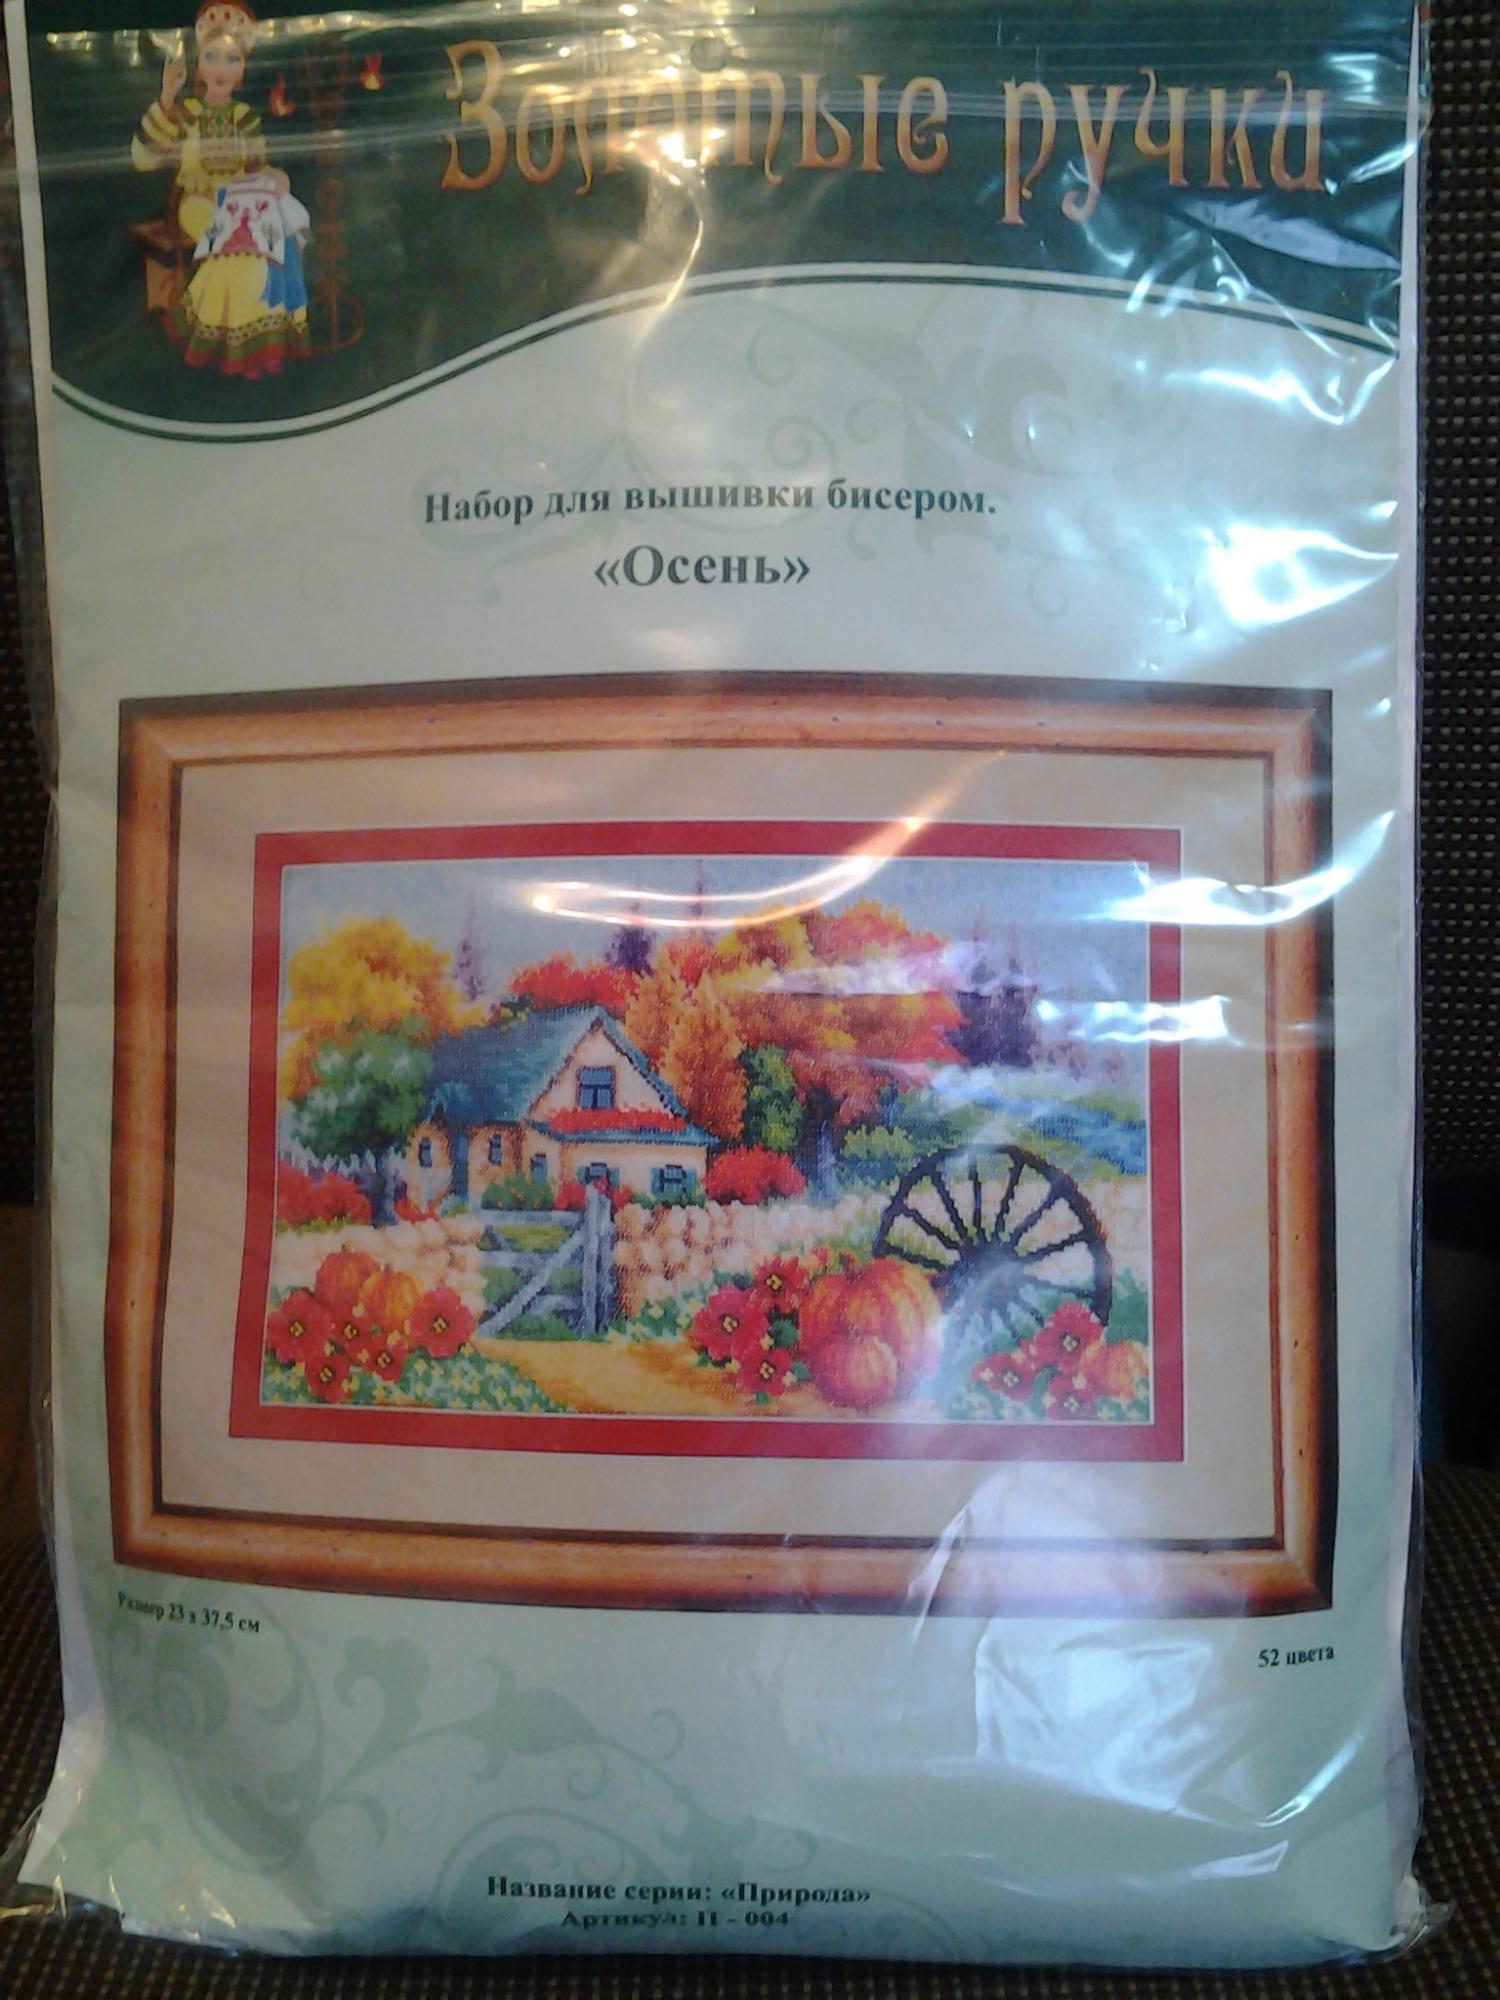 Золотые ручки
Набор для вышивки бисером.
«Осень»
Размер 23 х 37,5 см
52 цвета
Название серии: «Природа»
Артикул: П - 004